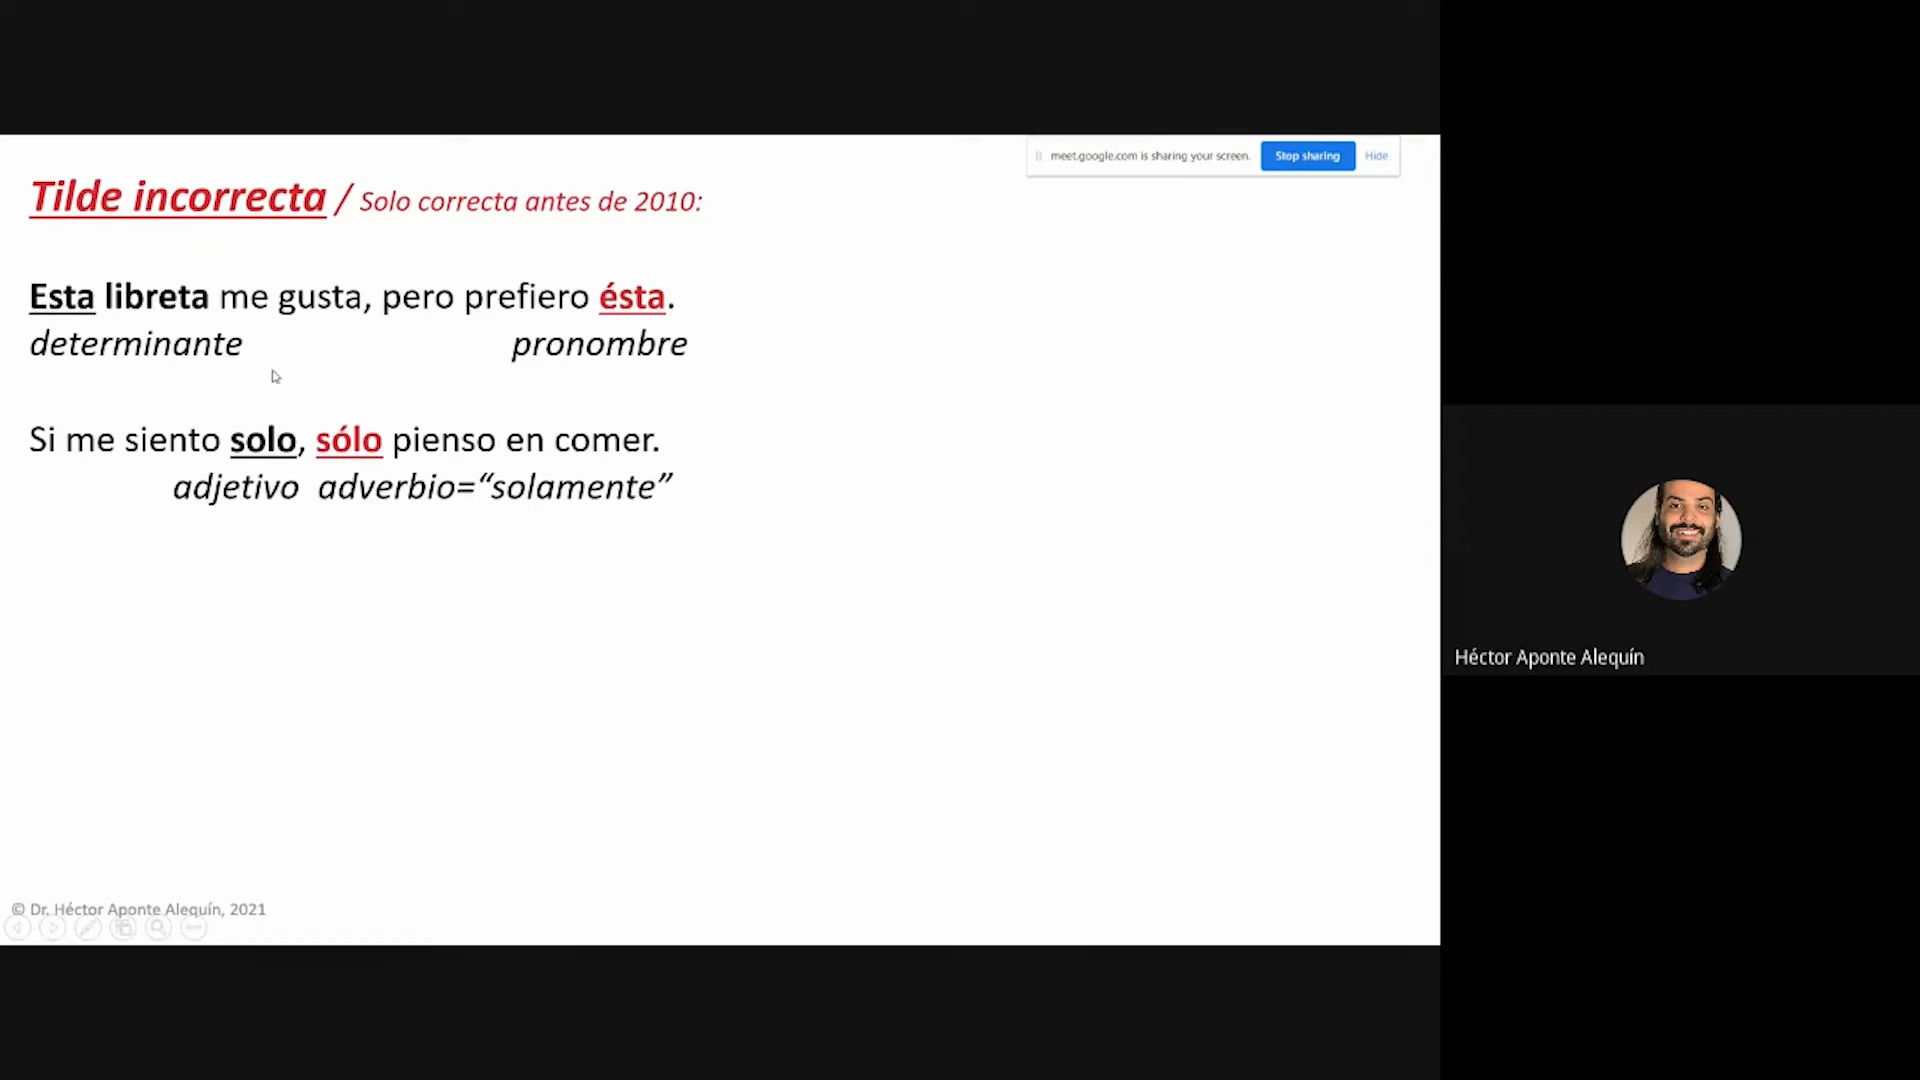 meet.google.com is sharing your screen. Stop sharing Hide
Tilde incorrecta / Solo correcta antes de 2010:
Esta libreta me gusta, pero prefiero ésta.
determinante pronombre
Si me siento solo, sólo pienso en comer.
adjetivo adverbio=“solamente”
Héctor Aponte Alequín
© Dr. Héctor Aponte Alequín, 2021